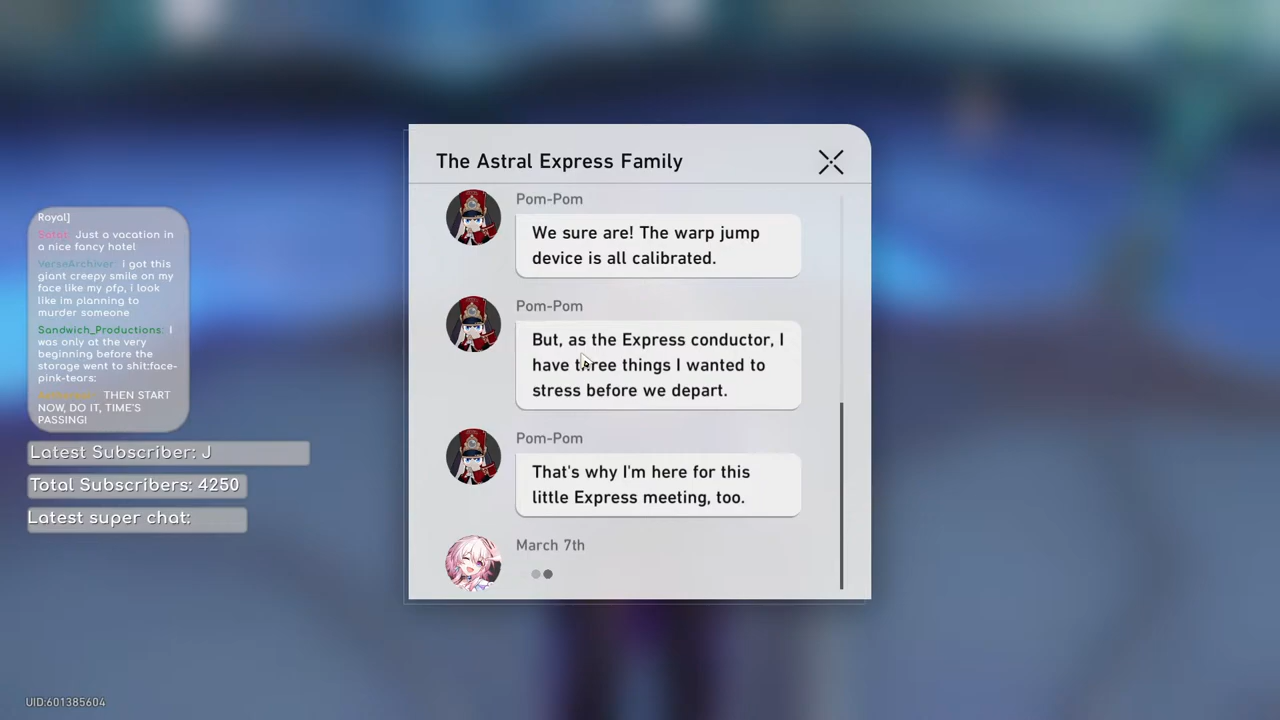 The Astral Express Family
Pom-Pom
We sure are! The warp jump
device is all calibrated.
Pom-Pom
But, as the Express conductor, I
have three things I wanted to
stress before we depart.
Pom-Pom
That's why I'm here for this
little Express meeting, too.
March 7th
Royal]
Just a vacation in
a nice fancy hotel
VerseArchiver: i got this
giant creepy smile on my
face like my pfp, i look
like im planning to
murder someone
Sandwich_Productions: I
was only at the very
beginning before the
storage went to shit:face-
pink-tears:
THEN START
NOW, DO IT, TIME'S
PASSING!
Latest Subscriber: J
Total Subscribers: 4250
Latest super chat:
UID:601385604